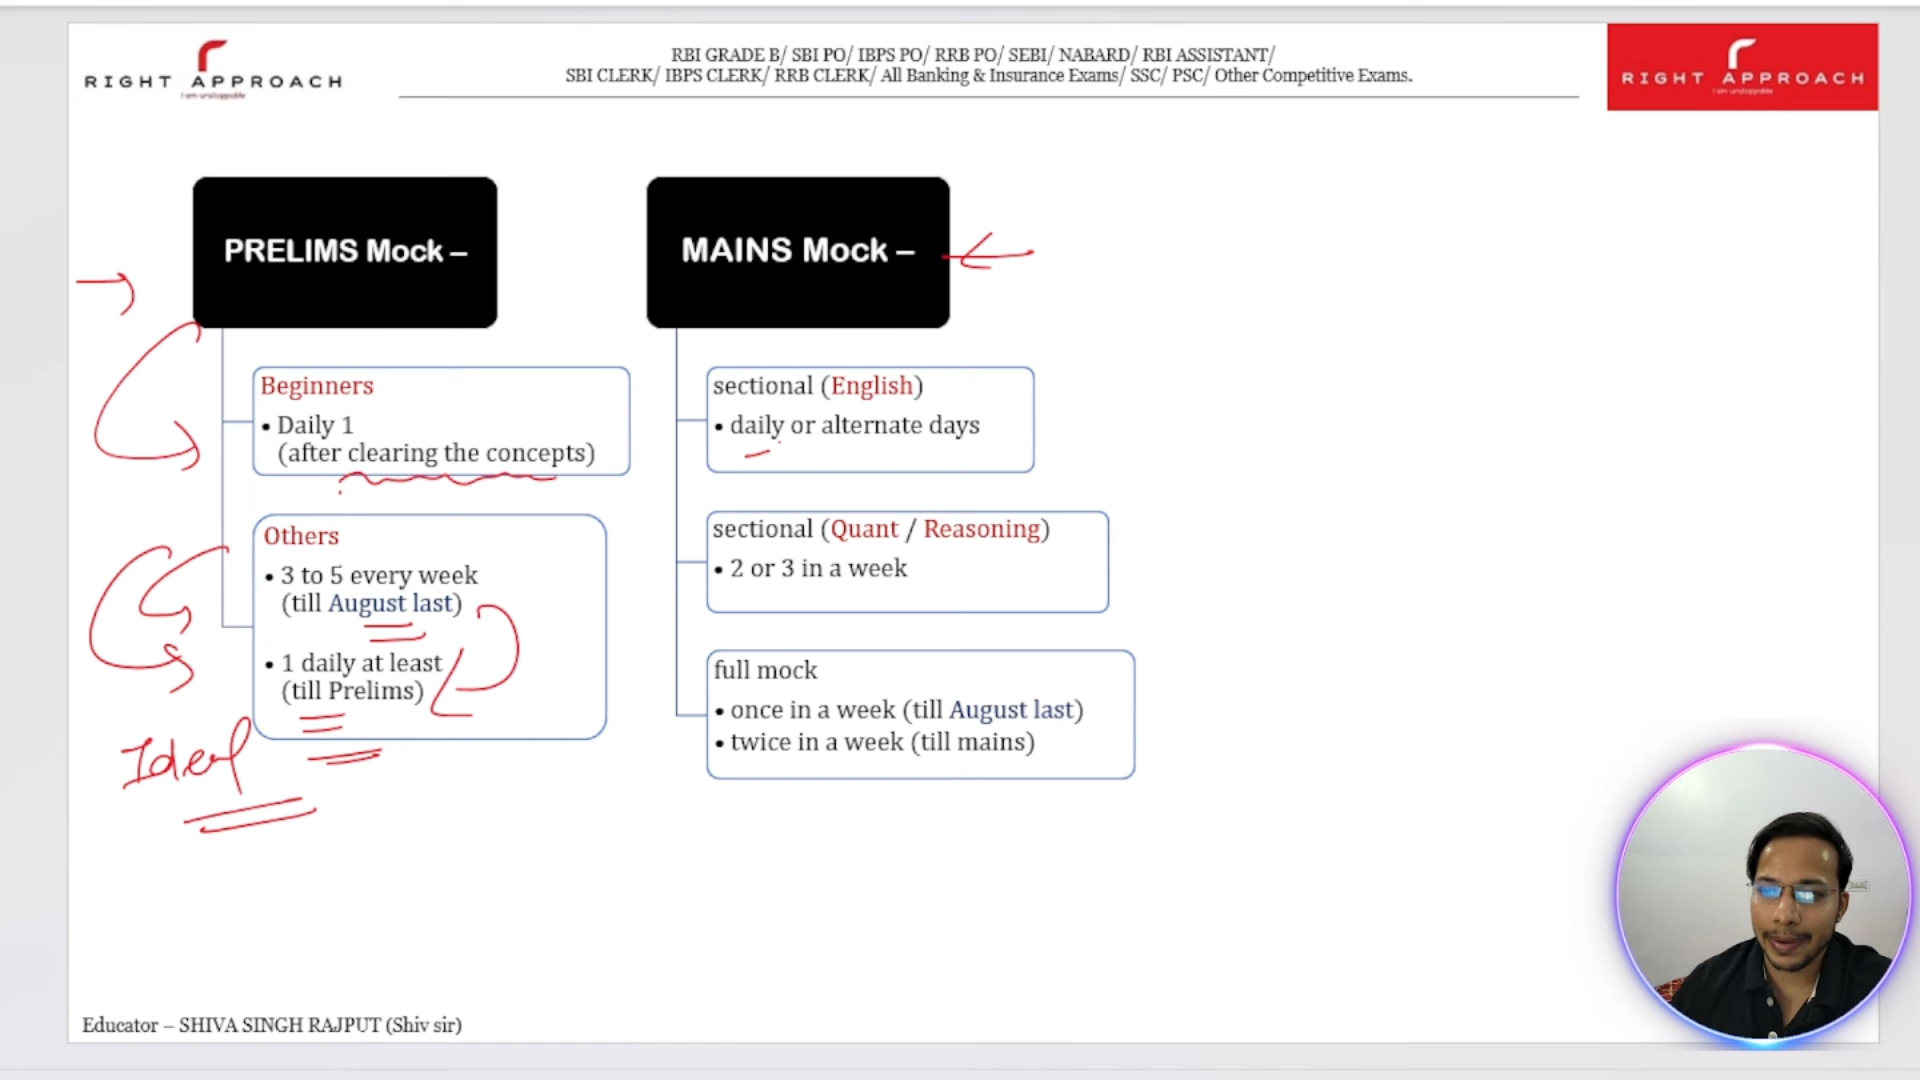 RIGHT APPROACH
I am unstoppable
RBI GRADE B/ SBI PO/ IBPS PO/ RRB PO/ SEBI/ NABARD/ RBI ASSISTANT/
SBI CLERK/ IBPS CLERK/ RRB CLERK/ All Banking & Insurance Exams/ SSC/ PSC/ Other Competitive Exams.
RIGHT APPROACH
I am unstoppable
PRELIMS Mock –
Beginners
• Daily 1
(after clearing the concepts)
Others
• 3 to 5 every week
(till August last)
• 1 daily at least
(till Prelims)
Ideal
MAINS Mock –
sectional (English)
• daily or alternate days
sectional (Quant / Reasoning)
• 2 or 3 in a week
full mock
• once in a week (till August last)
• twice in a week (till mains)
Educator – SHIVA SINGH RAJPUT (Shiv sir)